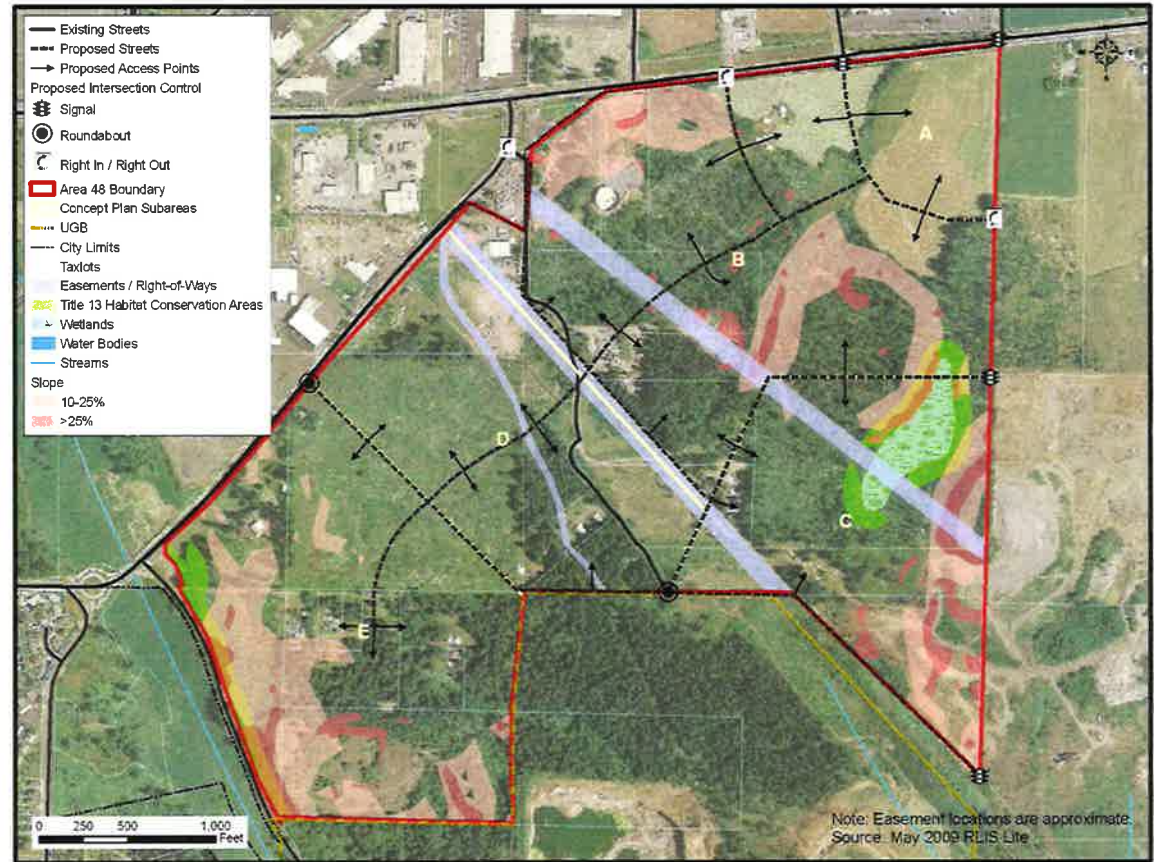 Existing Streets
Proposed Streets
Proposed Access Points
Proposed Intersection Control
Signal
Roundabout
Right In / Right Out
Area 48 Boundary
Concept Plan Subareas
UGB
City Limits
Taxlots
Easements / Right-of-Ways
Title 13 Habitat Conservation Areas
Wetlands
Water Bodies
Streams
Slope
10-25%
>25%
A
B
D
C
E
0 250 500 1,000
Feet
Note: Easement locations are approximate.
Source: May 2009 RLIS Lite